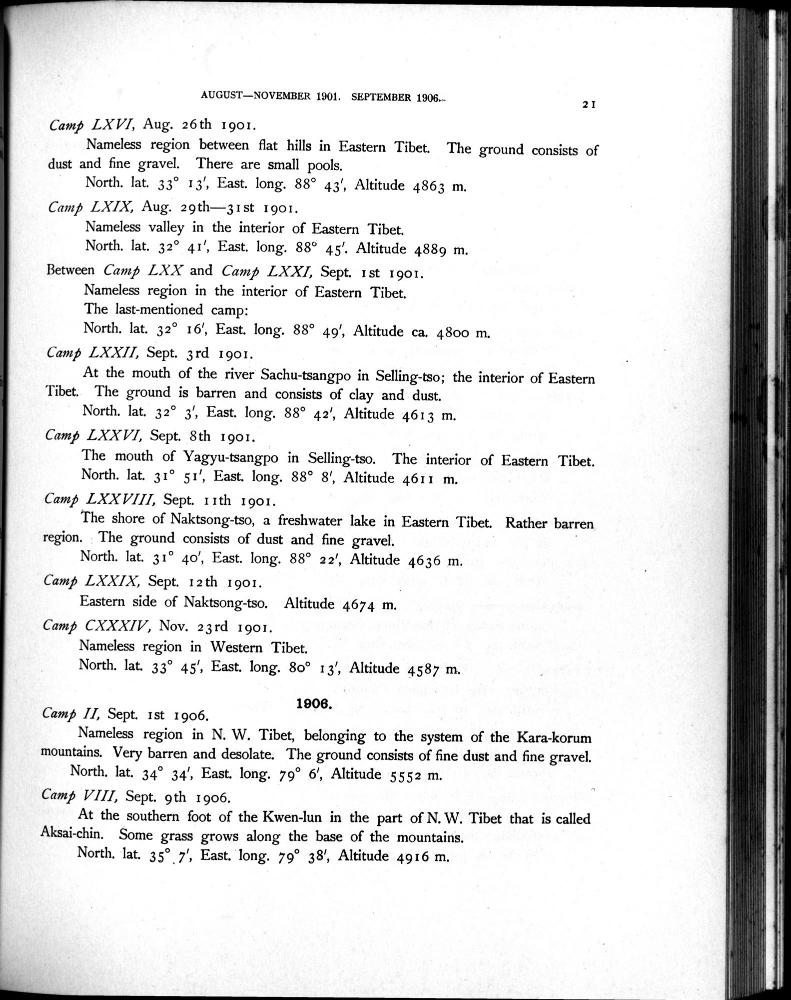 AUGUST—NOVEMBER 1901. SEPTEMBER 1906.
21
Camp LXVI, Aug. 26th 1901.
Nameless region between flat hills in Eastern Tibet. The ground consists of
dust and fine gravel. There are small pools.
North. lat. 33° 13′, East. long. 88° 43′, Altitude 4863 m.
Camp LXIX, Aug. 29th—31st 1901.
Nameless valley in the interior of Eastern Tibet.
North. lat. 32° 41′, East. long. 88° 45′. Altitude 4889 m.
Between Camp LXX and Camp LXXI, Sept. 1st 1901.
Nameless region in the interior of Eastern Tibet.
The last-mentioned camp:
North. lat. 32° 16′, East. long. 88° 49′, Altitude ca. 4800 m.
Camp LXXII, Sept. 3rd 1901.
At the mouth of the river Sachu-tsangpo in Selling-tso; the interior of Eastern
Tibet. The ground is barren and consists of clay and dust.
North. lat. 32° 3′, East. long. 88° 42′, Altitude 4613 m.
Camp LXXVI, Sept. 8th 1901.
The mouth of Yagyu-tsangpo in Selling-tso. The interior of Eastern Tibet.
North. lat. 31° 51′, East. long. 88° 8′, Altitude 4611 m.
Camp LXXVIII, Sept. 11th 1901.
The shore of Naktsong-tso, a freshwater lake in Eastern Tibet. Rather barren
region. The ground consists of dust and fine gravel.
North. lat. 31° 40′, East. long. 88° 22′, Altitude 4636 m.
Camp LXXIX, Sept. 12th 1901.
Eastern side of Naktsong-tso. Altitude 4674 m.
Camp CXXXIV, Nov. 23rd 1901.
Nameless region in Western Tibet.
North. lat. 33° 45′, East. long. 80° 13′, Altitude 4587 m.
1906.
Camp II, Sept. 1st 1906.
Nameless region in N. W. Tibet, belonging to the system of the Kara-korum
mountains. Very barren and desolate. The ground consists of fine dust and fine gravel.
North. lat. 34° 34′, East. long. 79° 6′, Altitude 5552 m.
Camp VIII, Sept. 9th 1906.
At the southern foot of the Kwen-lun in the part of N. W. Tibet that is called
Aksai-chin. Some grass grows along the base of the mountains.
North. lat. 35° 7′, East. long. 79° 38′, Altitude 4916 m.